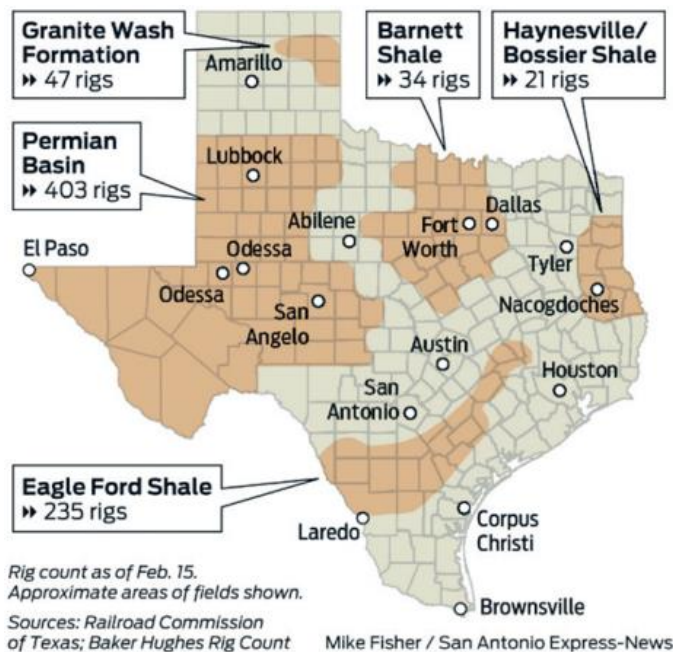 Granite Wash
Formation
▸▸ 47 rigs
Barnett
Shale
▸▸ 34 rigs
Haynesville/
Bossier Shale
▸▸ 21 rigs
Amarillo
Permian
Basin
▸▸ 403 rigs
Lubbock
Abilene
Fort
Worth
Dallas
El Paso
Odessa
Odessa
Tyler
San
Angelo
Nacogdoches
Austin
Houston
San
Antonio
Eagle Ford Shale
▸▸ 235 rigs
Laredo
Corpus
Christi
Rig count as of Feb. 15.
Approximate areas of fields shown.
Brownsville
Sources: Railroad Commission
of Texas; Baker Hughes Rig Count
Mike Fisher / San Antonio Express-News